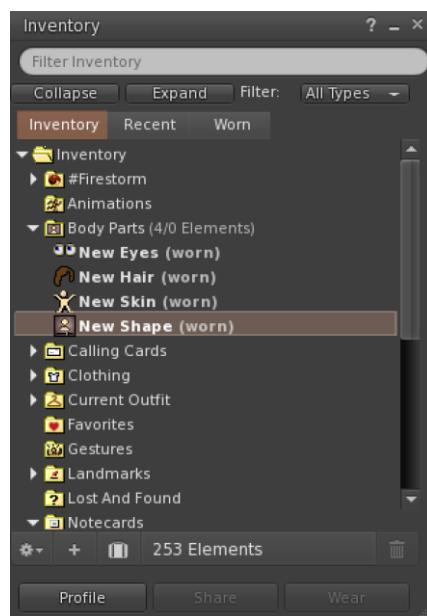 Inventory ? _ ×
Filter Inventory
Collapse Expand Filter: All Types
Inventory Recent Worn
Inventory
#Firestorm
Animations
Body Parts (4/0 Elements)
New Eyes (worn)
New Hair (worn)
New Skin (worn)
New Shape (worn)
Calling Cards
Clothing
Current Outfit
Favorites
Gestures
Landmarks
Lost And Found
Notecards
+ 253 Elements
Profile Share Wear